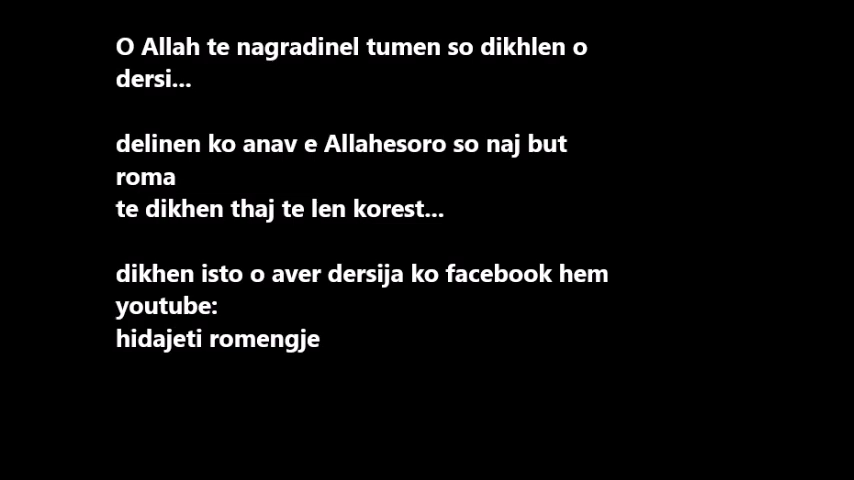 O Allah te nagradinel tumen so dikhlen o
dersi...
delinen ko anav e Allahesoro so naj but
roma
te dikhen thaj te len korest...
dikhen isto o aver dersija ko facebook hem
youtube:
hidajeti romengje